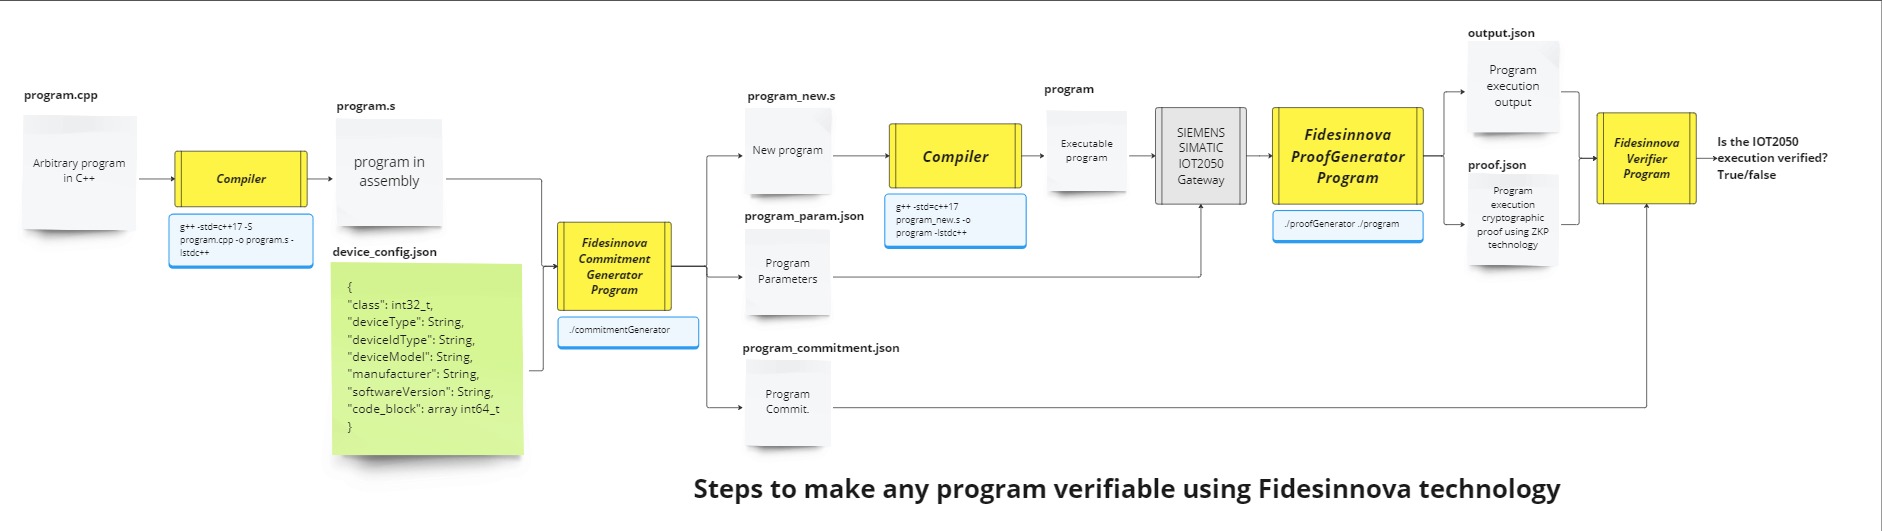 program.cpp
Arbitrary program
in C++
Compiler
g++ -std=c++17 -S
program.cpp -o program.s -
lstdc++
program.s
program in
assembly
device_config.json
{
"class": int32_t,
"deviceType": String,
"deviceIdType": String,
"deviceModel": String,
"manufacturer": String,
"softwareVersion": String,
"code_block": array int64_t
}
Fidesinnova
Commitment
Generator
Program
./commitmentGenerator
program_new.s
New program
program_param.json
Program
Parameters
program_commitment.json
Program
Commit.
Compiler
g++ -std=c++17
program_new.s -o
program -lstdc++
program
Executable
program
SIEMENS
SIMATIC
IOT2050
Gateway
Fidesinnova
ProofGenerator
Program
./proofGenerator ./program
output.json
Program
execution
output
proof.json
Program
execution
cryptographic
proof using ZKP
technology
Fidesinnova
Verifier
Program
Is the IOT2050
execution verified?
True/false
Steps to make any program verifiable using Fidesinnova technology